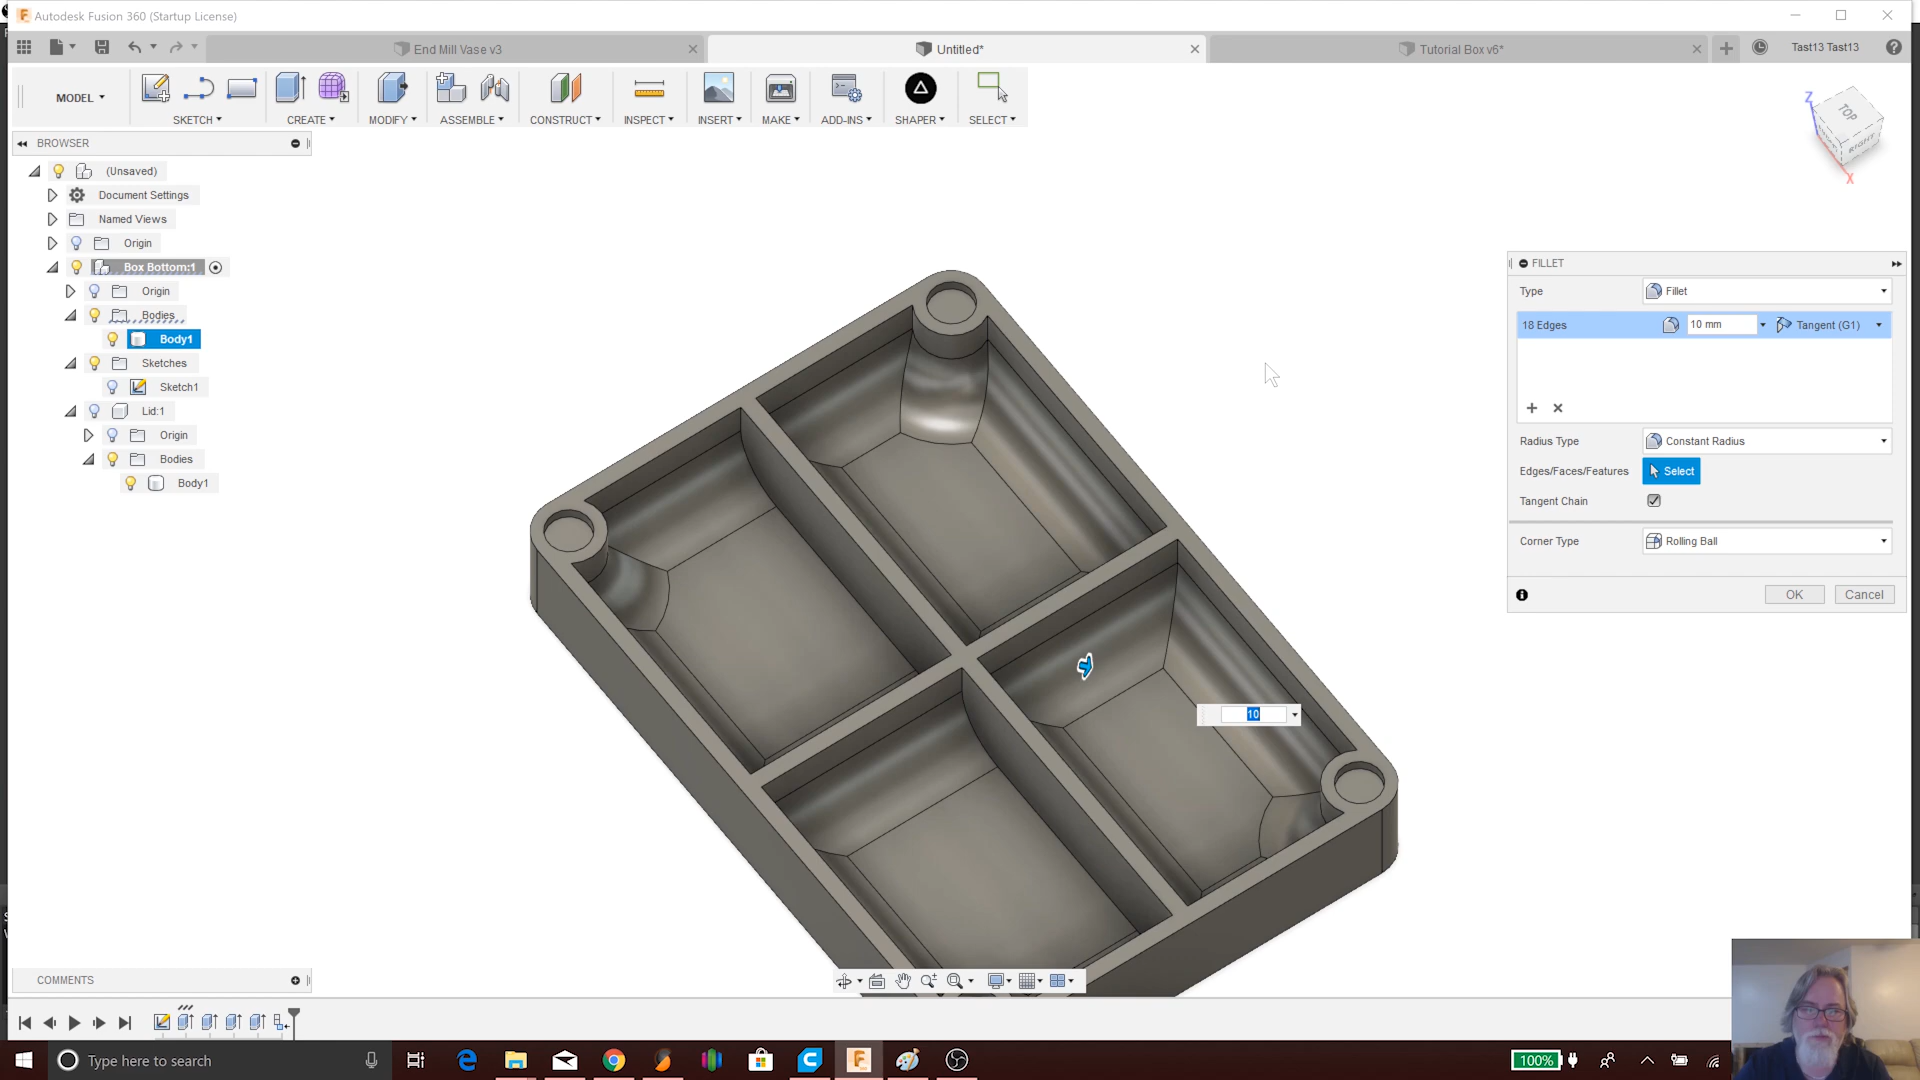 Autodesk Fusion 360 (Startup License)
End Mill Vase v3
Untitled*
Tutorial Box v6*
Tast13 Tast13
MODEL
SKETCH
CREATE
MODIFY
ASSEMBLE
CONSTRUCT
INSPECT
INSERT
MAKE
ADD-INS
SHAPER
SELECT
Z
TOP
RIGHT
X
BROWSER
(Unsaved)
Document Settings
Named Views
Origin
Box Bottom:1
Origin
Bodies
Body1
Sketches
Sketch1
Lid:1
Origin
Bodies
Body1
FILLET
Type Fillet
18 Edges 10 mm Tangent (G1)
Radius Type Constant Radius
Edges/Faces/Features Select
Tangent Chain
Corner Type Rolling Ball
OK Cancel
10
COMMENTS
Type here to search
100%